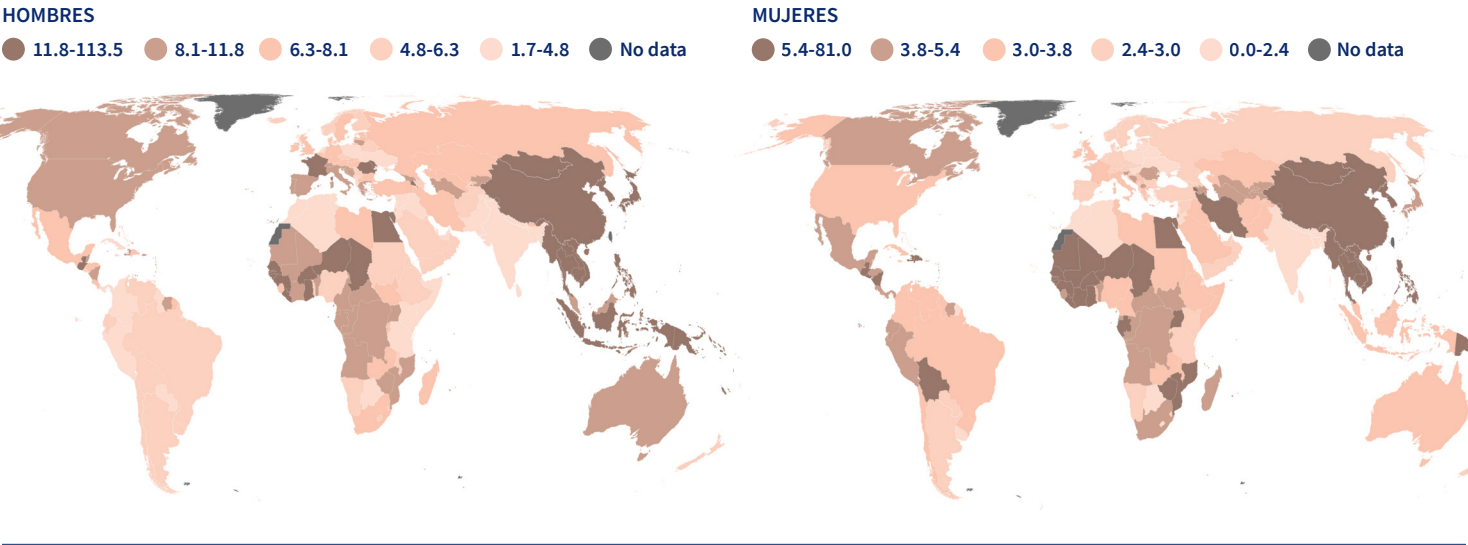 HOMBRES
11.8-113.5 8.1-11.8 6.3-8.1 4.8-6.3 1.7-4.8 No data
MUJERES
5.4-81.0 3.8-5.4 3.0-3.8 2.4-3.0 0.0-2.4 No data